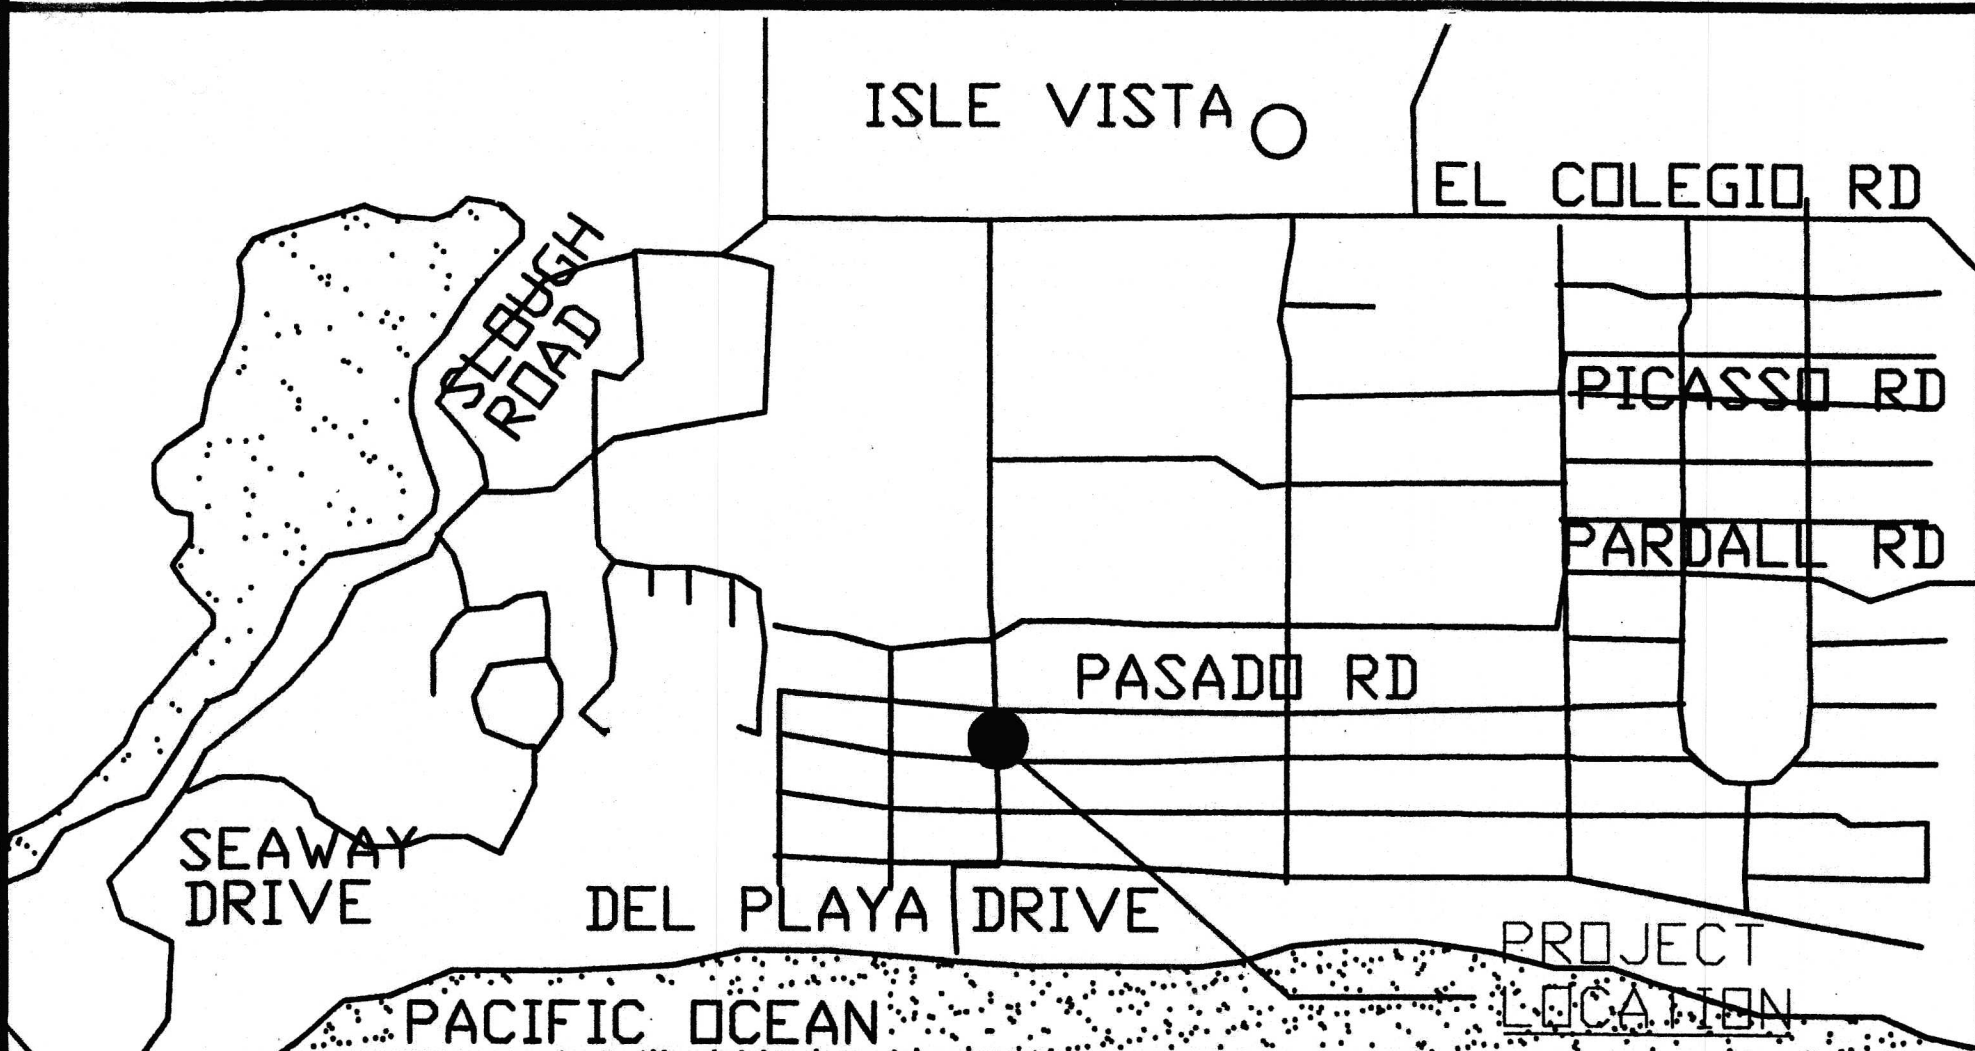 ISLE VISTA
EL COLEGIO RD
SLOUGH
ROAD
PICASSO RD
PARDALL RD
PASADO RD
SEAWAY
DRIVE
DEL PLAYA DRIVE
PROJECT
LOCATION
PACIFIC OCEAN